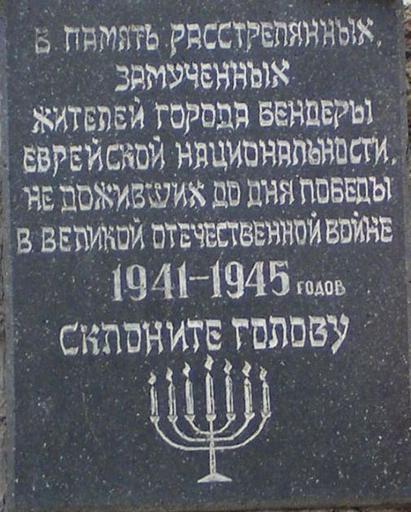 В ПАМЯТЬ РАССТРЕЛЯННЫХ,
ЗАМУЧЕННЫХ
ЖИТЕЛЕЙ ГОРОДА БЕНДЕРЫ
ЕВРЕЙСКОЙ НАЦИОНАЛЬНОСТИ,
НЕ ДОЖИВШИХ ДО ДНЯ ПОБЕДЫ
В ВЕЛИКОЙ ОТЕЧЕСТВЕННОЙ ВОЙНЕ
1941-1945 ГОДОВ
СКЛОНИТЕ ГОЛОВУ